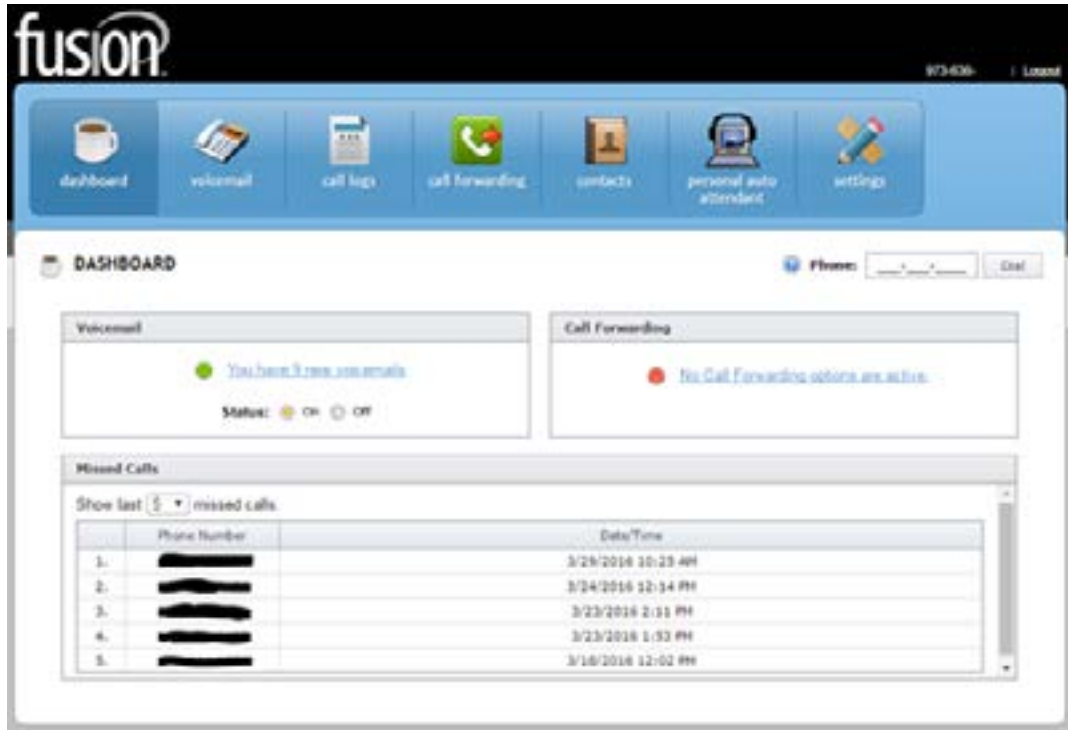 fusion
973-636- | Logout
dashboard
voicemail
call logs
call forwarding
contacts
personal auto
attendant
settings
DASHBOARD
Phone: ___-___-____
Voicemail
Call Forwarding
You have 9 new voicemails.
No Call Forwarding options are active.
Status: On Off
Missed Calls
Show last 5 missed calls.
Phone Number Date/Time
1. 3/29/2016 10:25 AM
2. 3/24/2016 12:14 PM
3. 3/23/2016 2:11 PM
4. 3/23/2016 1:53 PM
5. 3/18/2016 12:02 PM